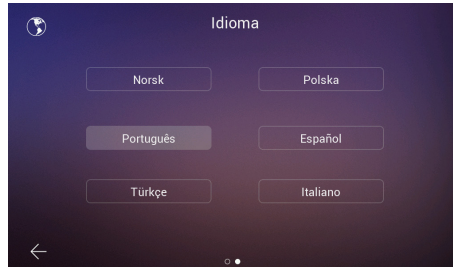 Idioma
Norsk
Polska
Português
Español
Türkçe
Italiano